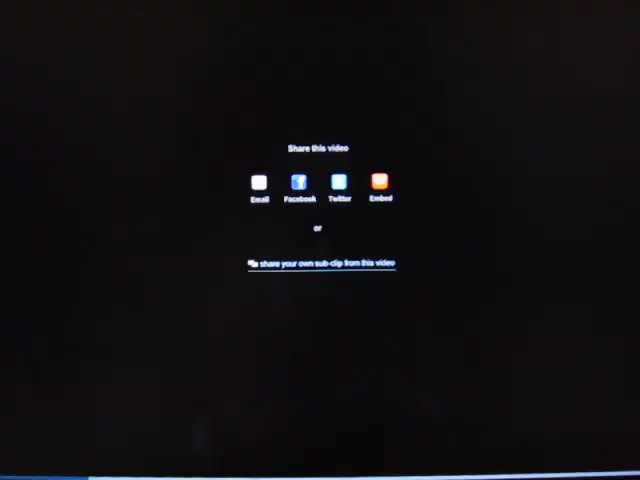 Share this video
Email Facebook Twitter Embed
or
share your own sub-clip from this video